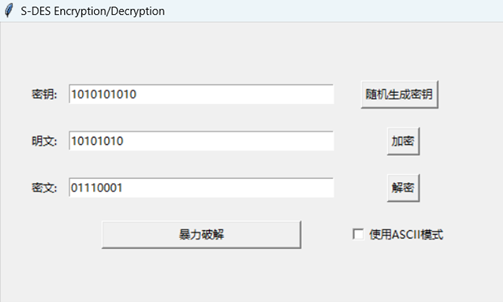 S-DES Encryption/Decryption
密钥: 1010101010 随机生成密钥
明文: 10101010 加密
密文: 01110001 解密
暴力破解 使用ASCII模式